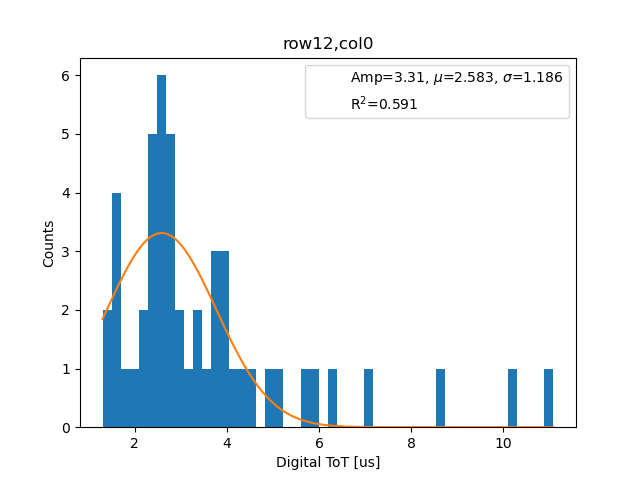 row12,col0
Amp=3.31, μ=2.583, σ=1.186
R²=0.591
6
5
4
3
2
1
0
Counts
2 4 6 8 10
Digital ToT [us]